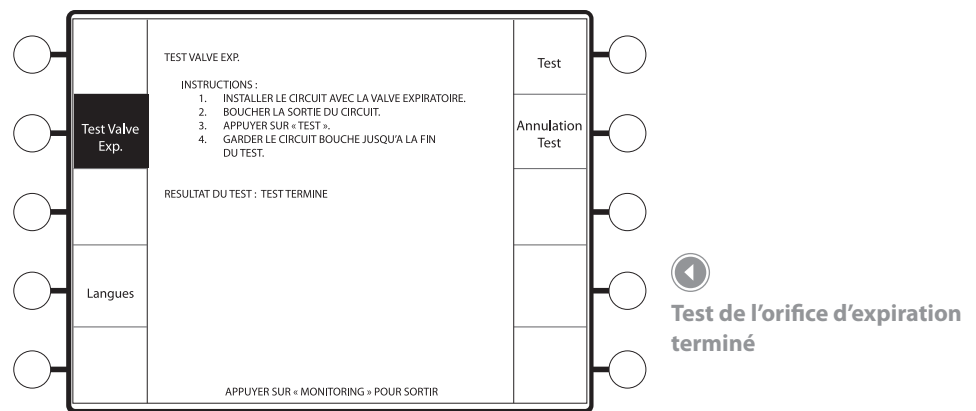 TEST VALVE EXP.
INSTRUCTIONS :
1. INSTALLER LE CIRCUIT AVEC LA VALVE EXPIRATOIRE.
2. BOUCHER LA SORTIE DU CIRCUIT.
3. APPUYER SUR « TEST ».
4. GARDER LE CIRCUIT BOUCHE JUSQU'A LA FIN
DU TEST.
RESULTAT DU TEST : TEST TERMINE
APPUYER SUR « MONITORING » POUR SORTIR
Test Valve
Exp.
Langues
Test
Annulation
Test
Test de l'orifice d'expiration
terminé